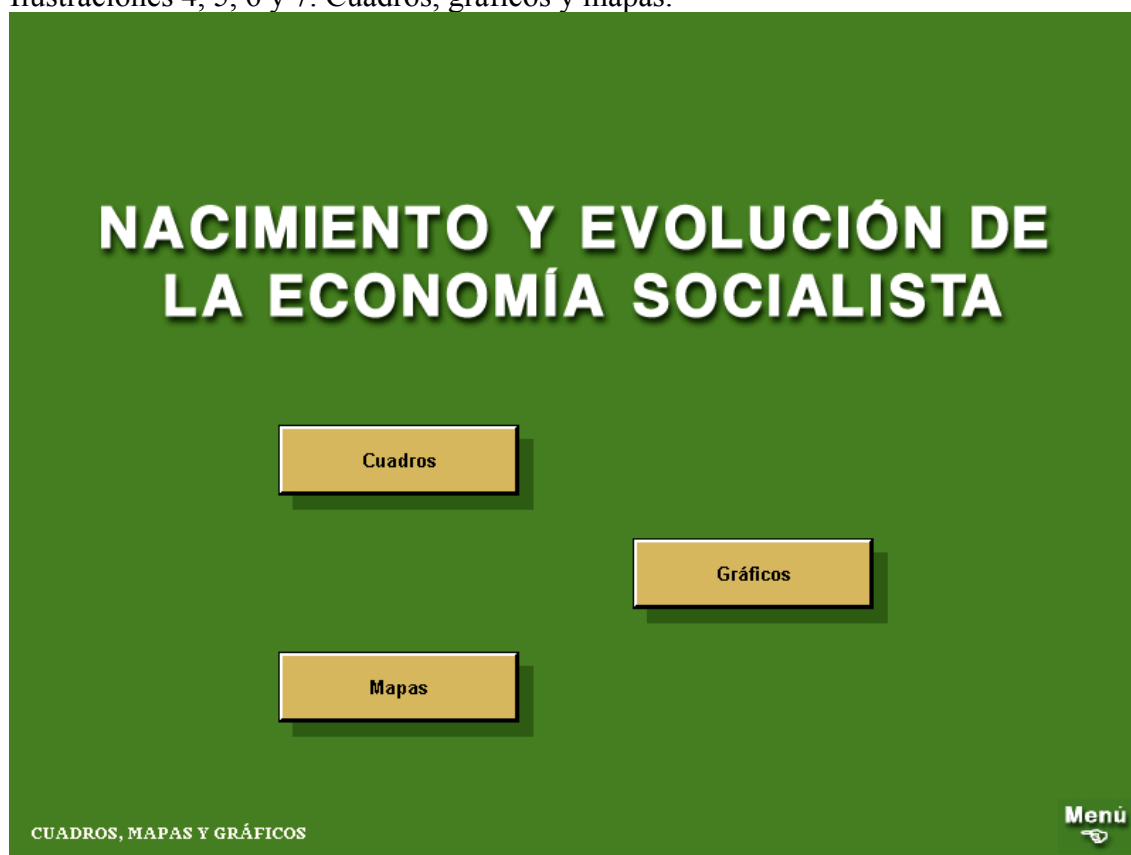 Ilustraciones 4, 5, 6 y 7. Cuadros, gráficos y mapas.
NACIMIENTO Y EVOLUCIÓN DE
LA ECONOMÍA SOCIALISTA
Cuadros
Gráficos
Mapas
CUADROS, MAPAS Y GRÁFICOS
Menú